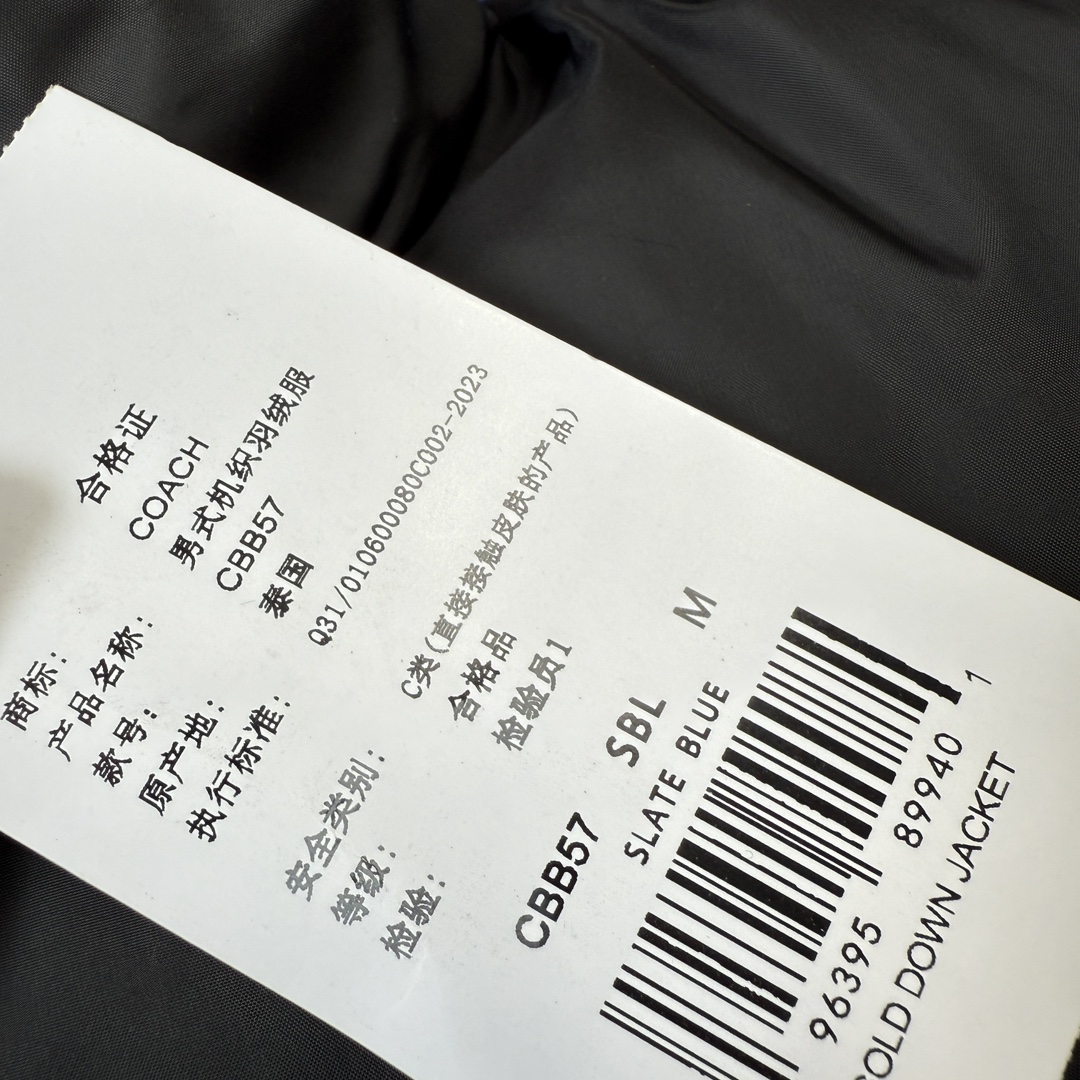 合格证
商标: COACH
产品名称: 男式机织羽绒服
款号: CBB57
原产地: 泰国
执行标准: Q31/0106000080C002-2023
安全类别: C类(直接接触皮肤的产品)
等级: 合格品
检验: 检验员1
CBB57 SBL M
SLATE BLUE
96395 89940 1
OLD DOWN JACKET